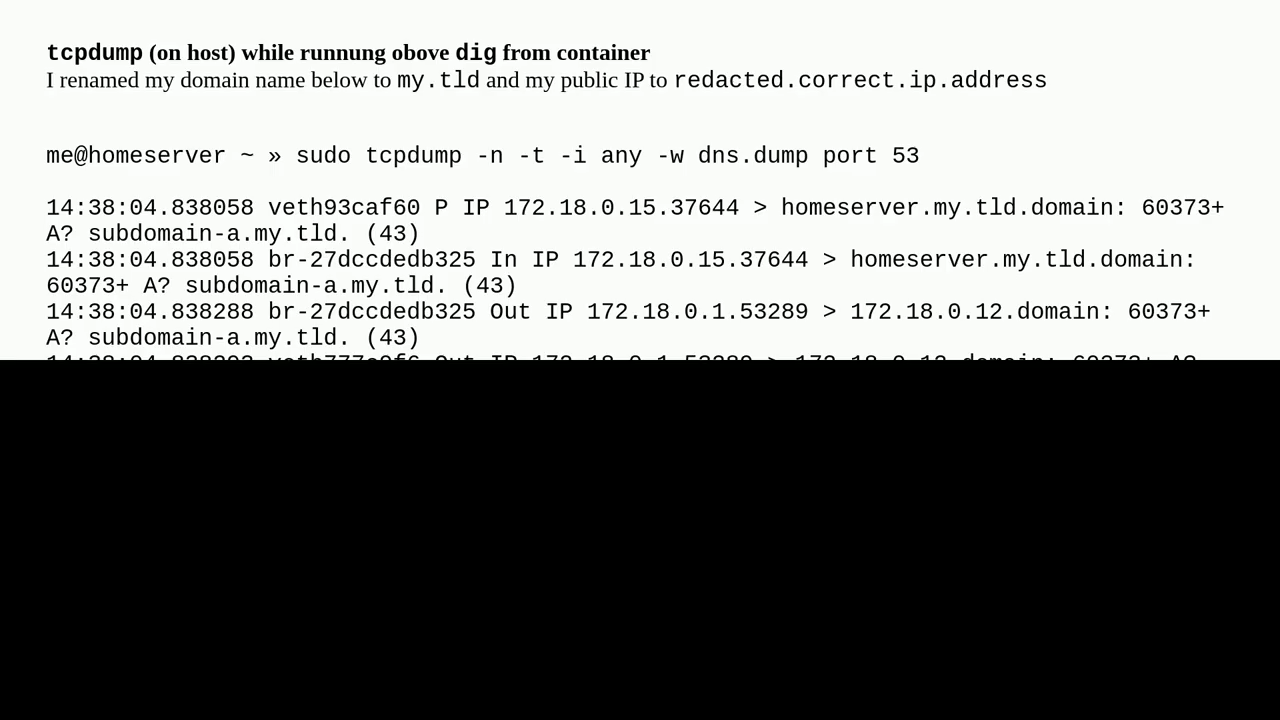 tcpdump (on host) while runnung obove dig from container
I renamed my domain name below to my.tld and my public IP to redacted.correct.ip.address
me@homeserver ~ » sudo tcpdump -n -t -i any -w dns.dump port 53
14:38:04.838058 veth93caf60 P IP 172.18.0.15.37644 > homeserver.my.tld.domain: 60373+
A? subdomain-a.my.tld. (43)
14:38:04.838058 br-27dccdedb325 In IP 172.18.0.15.37644 > homeserver.my.tld.domain:
60373+ A? subdomain-a.my.tld. (43)
14:38:04.838288 br-27dccdedb325 Out IP 172.18.0.1.53289 > 172.18.0.12.domain: 60373+
A? subdomain-a.my.tld. (43)